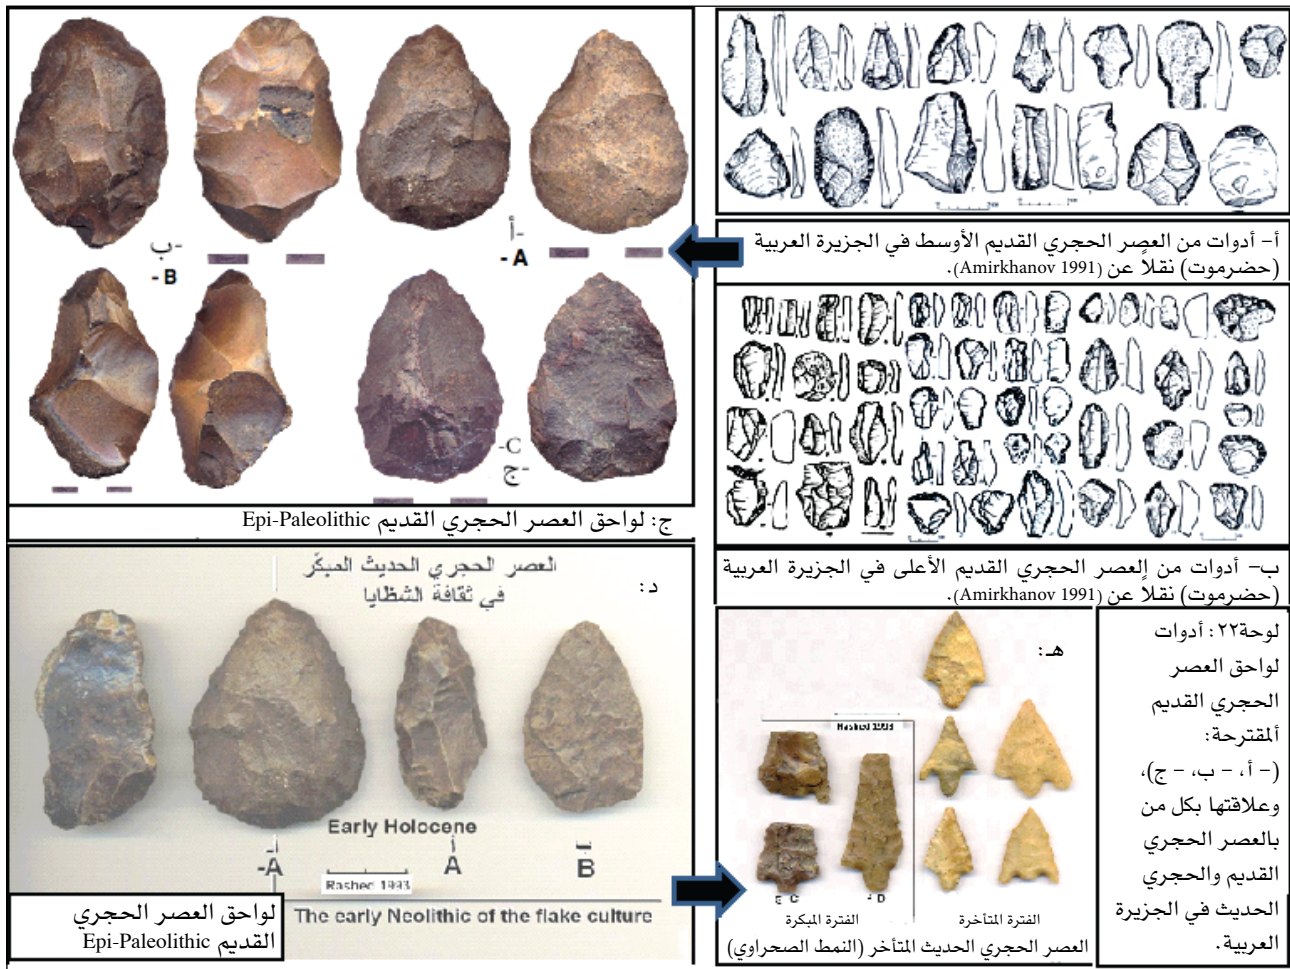 أ- أدوات من العصر الحجري القديم الأوسط في الجزيرة العربية
(حضرموت) نقلاً عن (Amirkhanov 1991).
ب- أدوات من العصر الحجري القديم الأعلى في الجزيرة العربية
(حضرموت) نقلاً عن (Amirkhanov 1991).
-أ
- A
-ب
- B
-C
-ج
ج: لواحق العصر الحجري القديم Epi-Paleolithic
د:
العصر الحجري الحديث المبكّر
في ثقافة الشظايا
Early Holocene
-أ
-A
أ
A
B
Rashed 1993
The early Neolithic of the flake culture
لواحق العصر الحجري
القديم Epi-Paleolithic
هـ:
Rashed 1993
C
D
الفترة المبكرة
الفترة المتأخرة
العصر الحجري الحديث المتأخر (النمط الصحراوي)
لوحة٢٢: أدوات
لواحق العصر
الحجري القديم
ألمقترحة:
(- أ، - ب، - ج)،
وعلاقتها بكل من
بالعصر الحجري
القديم والحجري
الحديث في الجزيرة
العربية.